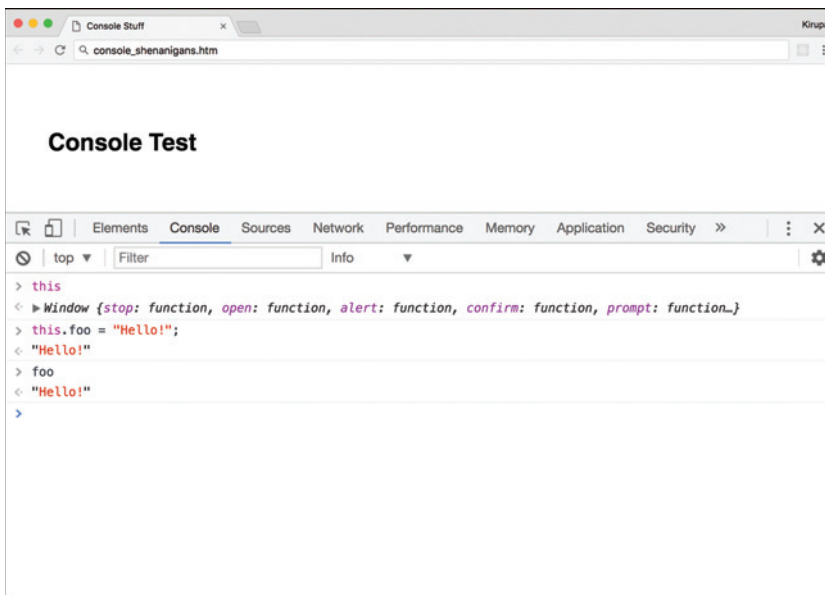 Console Stuff
Kirupa
console_shenanigans.htm
Console Test
Elements Console Sources Network Performance Memory Application Security »
top ▼ Filter Info ▼
> this
▶Window {stop: function, open: function, alert: function, confirm: function, prompt: function…}
> this.foo = "Hello!";
"Hello!"
> foo
"Hello!"
>